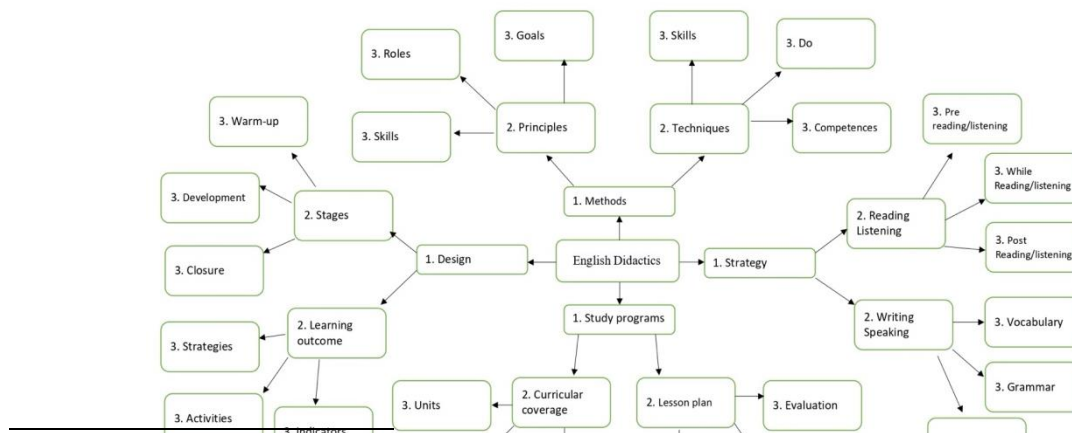 3. Goals
3. Skills
3. Roles
3. Do
3. Pre
reading/listening
3. Warm-up
3. Skills
2. Principles
2. Techniques
3. Competences
3. While
Reading/listening
3. Development
2. Stages
1. Methods
2. Reading
Listening
3. Post
Reading/listening
3. Closure
1. Design
English Didactics
1. Strategy
2. Learning
outcome
1. Study programs
2. Writing
Speaking
3. Vocabulary
3. Strategies
3. Grammar
3. Activities
3. Indicators
3. Units
2. Curricular
coverage
2. Lesson plan
3. Evaluation